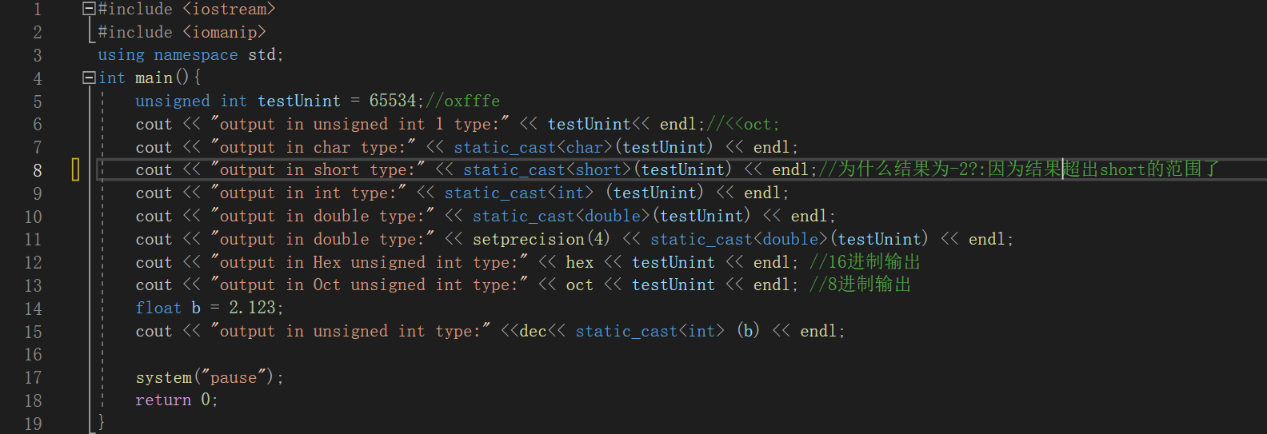 1 #include <iostream>
2 #include <iomanip>
3 using namespace std;
4 int main(){
5 unsigned int testUnint = 65534;//oxfffe
6 cout << "output in unsigned int 1 type:" << testUnint<< endl;//<<oct;
7 cout << "output in char type:" << static_cast<char>(testUnint) << endl;
8 cout << "output in short type:" << static_cast<short>(testUnint) << endl;//为什么结果为-2?:因为结果超出short的范围了
9 cout << "output in int type:" << static_cast<int> (testUnint) << endl;
10 cout << "output in double type:" << static_cast<double>(testUnint) << endl;
11 cout << "output in double type:" << setprecision(4) << static_cast<double>(testUnint) << endl;
12 cout << "output in Hex unsigned int type:" << hex << testUnint << endl; //16进制输出
13 cout << "output in Oct unsigned int type:" << oct << testUnint << endl; //8进制输出
14 float b = 2.123;
15 cout << "output in unsigned int type:" <<dec<< static_cast<int> (b) << endl;
16
17 system("pause");
18 return 0;
19 }